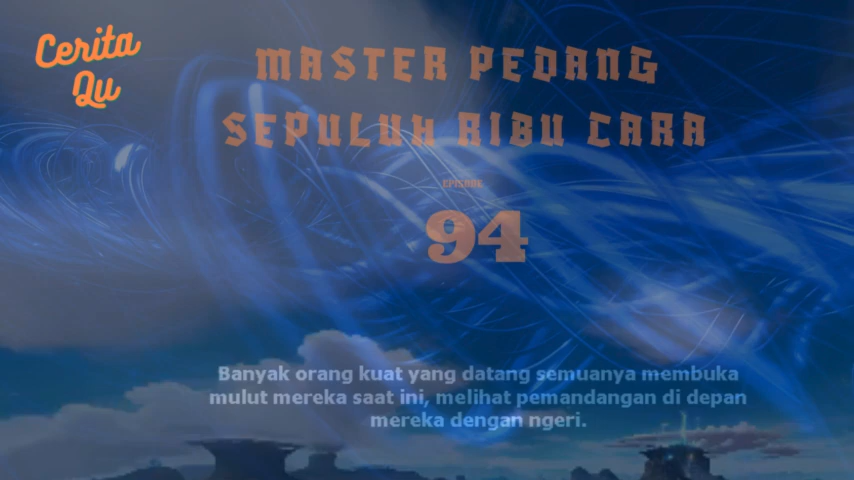 Cerita
Qu
MASTER PEDANG
SEPULUH RIBU CARA
EPISODE
94
Banyak orang kuat yang datang semuanya membuka
mulut mereka saat ini, melihat pemandangan di depan
mereka dengan ngeri.